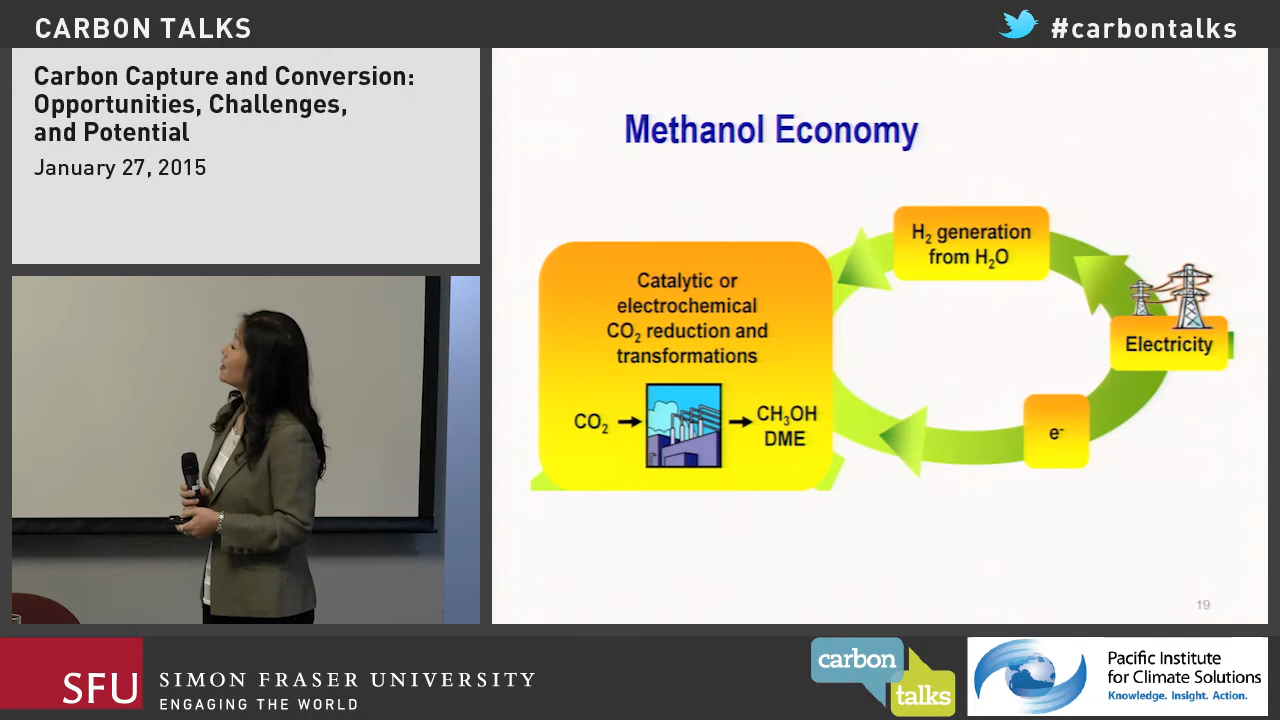 CARBON TALKS
#carbontalks
Carbon Capture and Conversion:
Opportunities, Challenges,
and Potential
January 27, 2015
Methanol Economy
H₂ generation
from H₂O
Catalytic or
electrochemical
CO₂ reduction and
transformations
CO₂
CH₃OH
DME
Electricity
e⁻
19
SFU
SIMON FRASER UNIVERSITY
ENGAGING THE WORLD
carbon
talks
Pacific Institute
for Climate Solutions
Knowledge. Insight. Action.